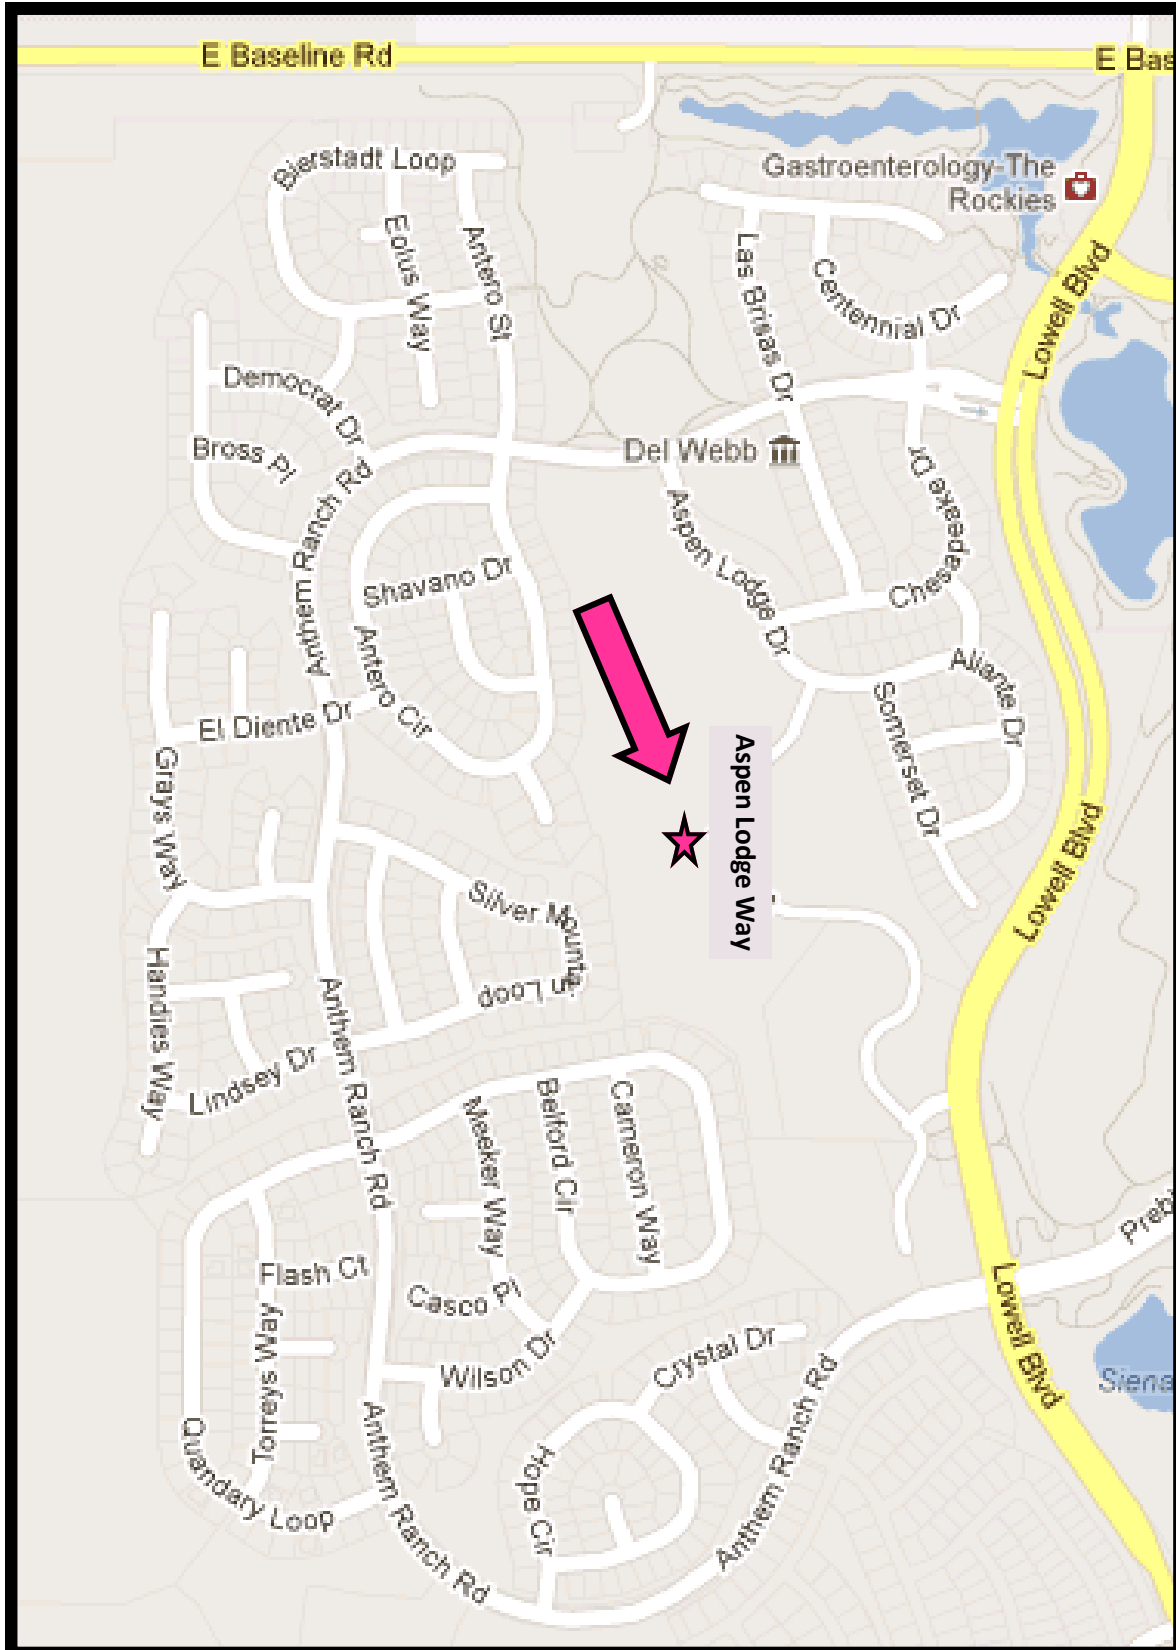 E Baseline Rd
E Bas
Bierstadt Loop
Gastroenterology-The
Rockies
Eolus Way
Antero St
Las Brisas Dr
Centennial Dr
Lowell Blvd
Democrat Dr
Bross Pl
Del Webb
Anthem Ranch Rd
Aspen Lodge Dr
Chesapeake Dr
Shavano Dr
Antero Cir
Aliante Dr
El Diente Dr
Somerset Dr
Grays Way
Aspen Lodge Way
Lowell Blvd
Silver Mounta
in Loop
Handies Way
Anthem Ranch Rd
Lindsey Dr
Meeker Way
Belford Cir
Cameron Way
Preb
Flash Ct
Casco Pl
Lowell Blvd
Torreys Way
Wilson Dr
Crystal Dr
Siena
Anthem Ranch Rd
Quandary Loop
Hope Cir
Anthem Ranch Rd